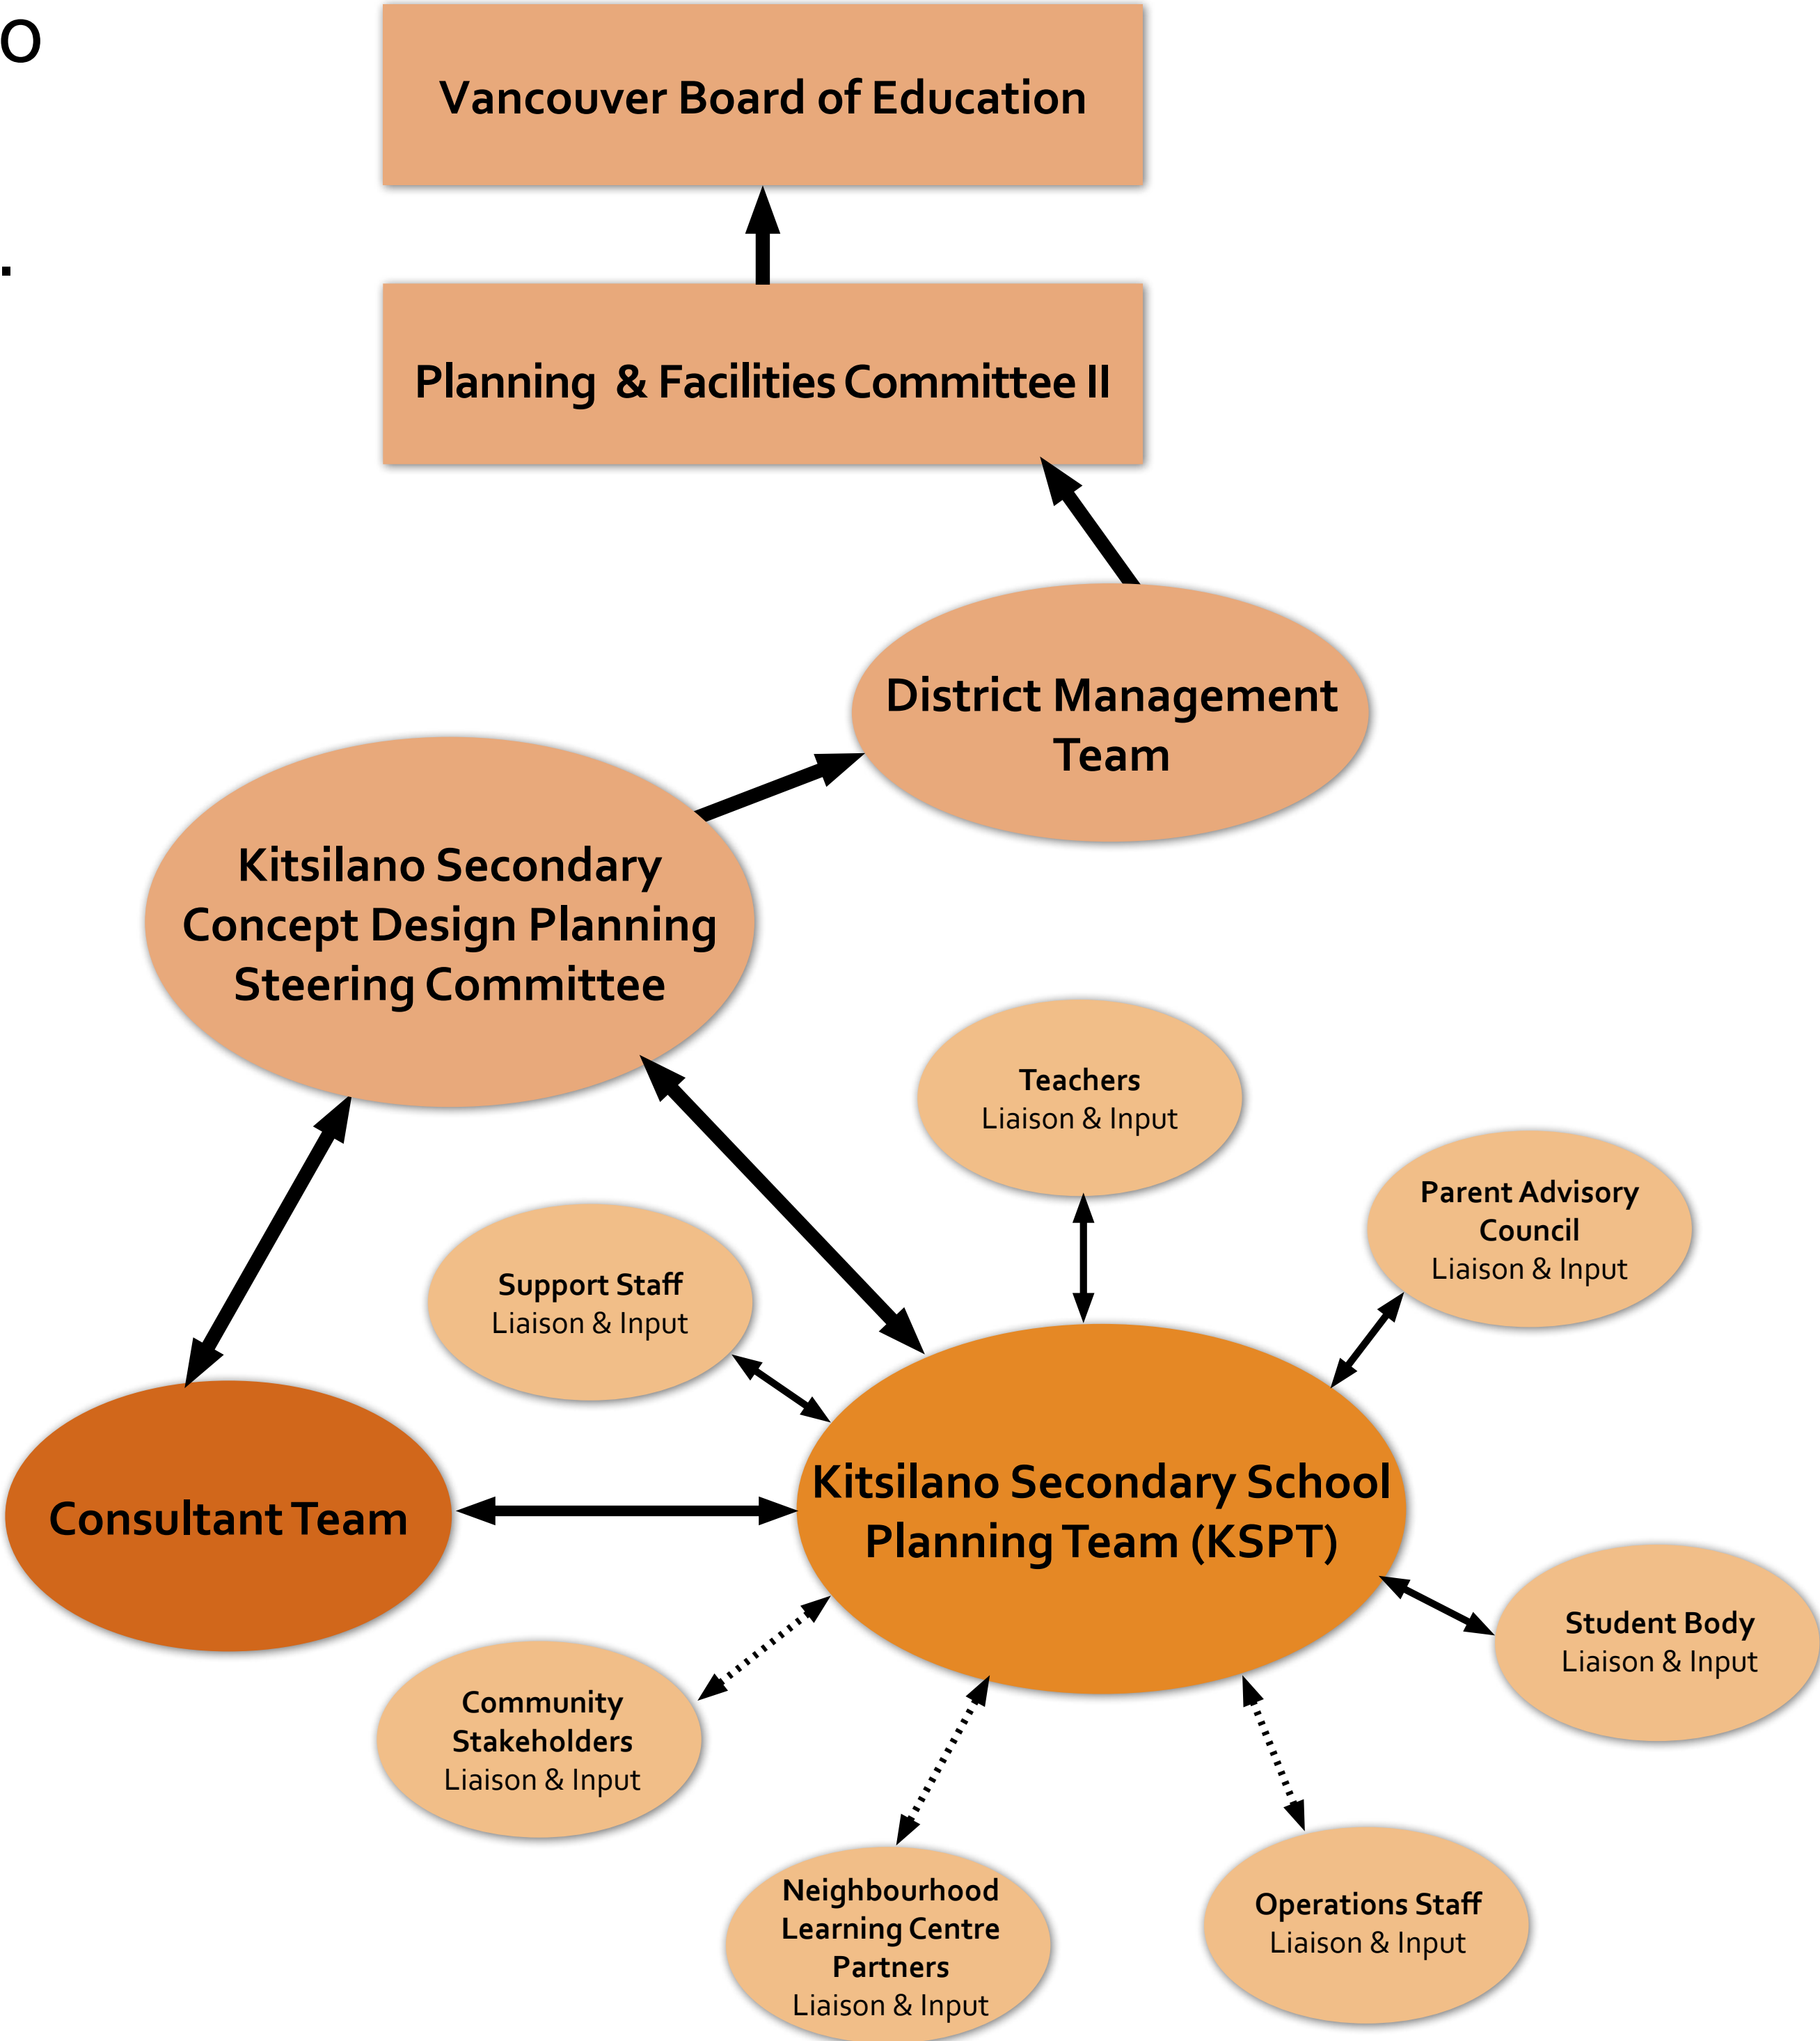 o
.
Vancouver Board of Education
Planning & Facilities Committee II
District Management
Team
Kitsilano Secondary
Concept Design Planning
Steering Committee
Teachers
Liaison & Input
Parent Advisory
Council
Liaison & Input
Support Staff
Liaison & Input
Kitsilano Secondary School
Planning Team (KSPT)
Consultant Team
Student Body
Liaison & Input
Community
Stakeholders
Liaison & Input
Neighbourhood
Learning Centre
Partners
Liaison & Input
Operations Staff
Liaison & Input